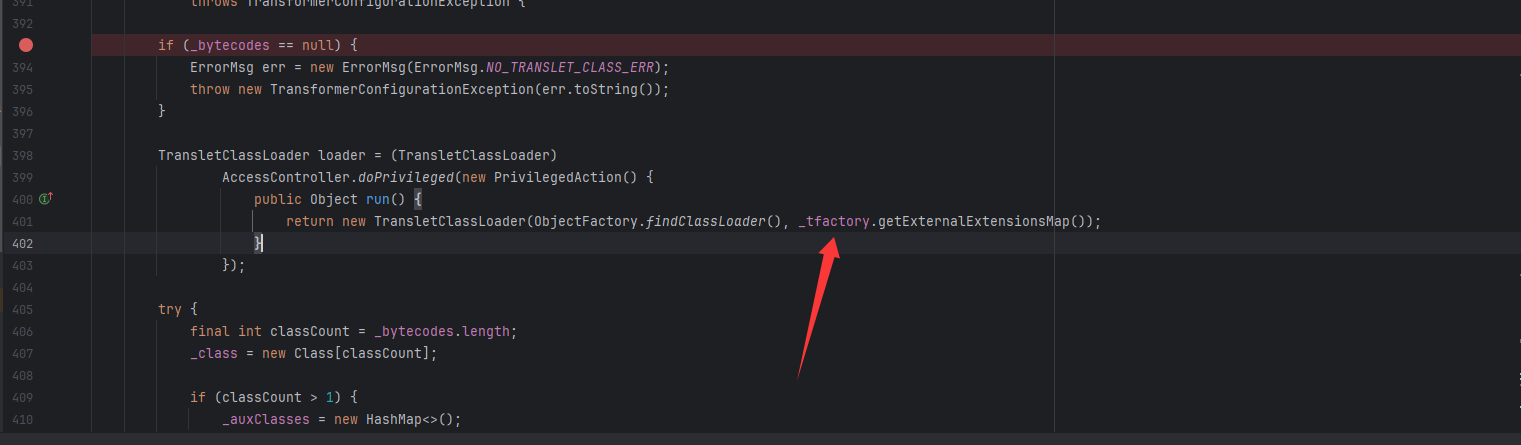 391 throws TransformerConfigurationException {
392
if (_bytecodes == null) {
394 ErrorMsg err = new ErrorMsg(ErrorMsg.NO_TRANSLET_CLASS_ERR);
395 throw new TransformerConfigurationException(err.toString());
396 }
397
398 TransletClassLoader loader = (TransletClassLoader)
399 AccessController.doPrivileged(new PrivilegedAction() {
400 public Object run() {
401 return new TransletClassLoader(ObjectFactory.findClassLoader(), _tfactory.getExternalExtensionsMap());
402 }
403 });
404
405 try {
406 final int classCount = _bytecodes.length;
407 _class = new Class[classCount];
408
409 if (classCount > 1) {
410 _auxClasses = new HashMap<>();